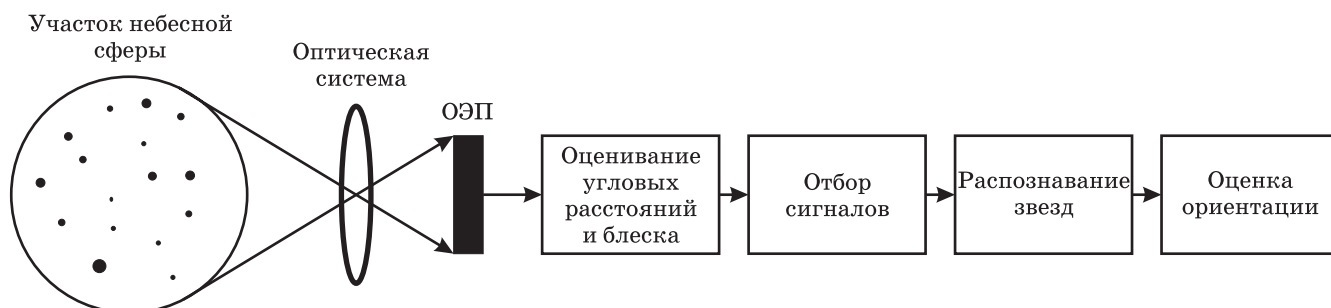 Участок небесной
сферы
Оптическая
система
ОЭП
Оценивание
угловых
расстояний
и блеска
Отбор
сигналов
Распознавание
звезд
Оценка
ориентации